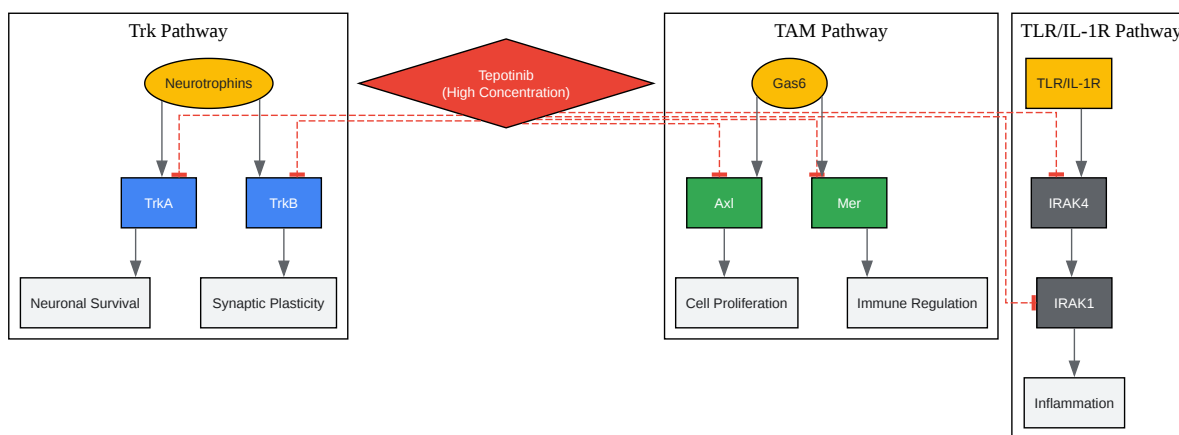 Trk Pathway
Neurotrophins
TrkA
TrkB
Neuronal Survival
Synaptic Plasticity
Tepotinib
(High Concentration)
TAM Pathway
Gas6
Axl
Mer
Cell Proliferation
Immune Regulation
TLR/IL-1R Pathway
TLR/IL-1R
IRAK4
IRAK1
Inflammation